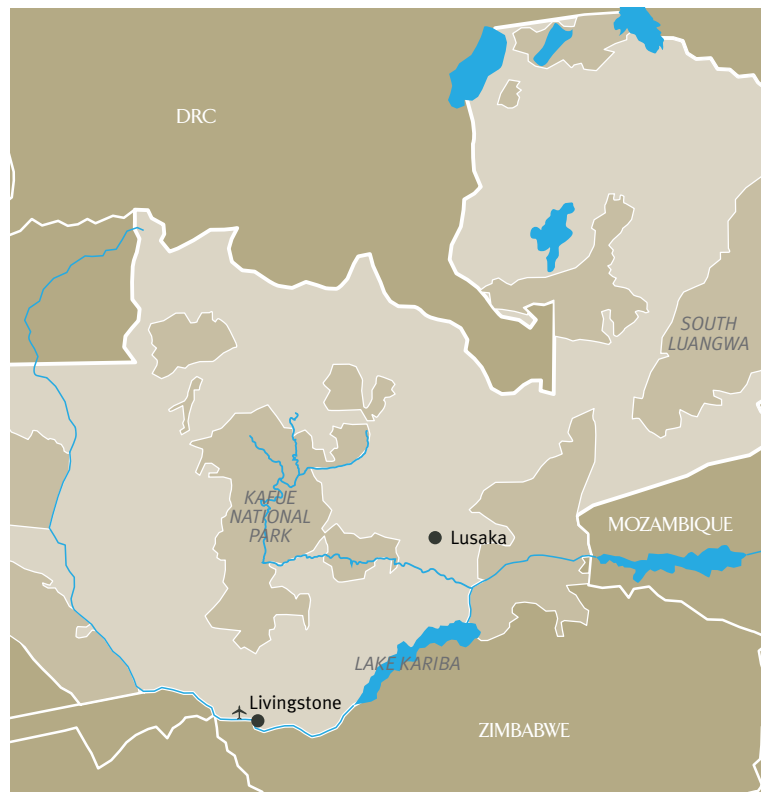 DRC
SOUTH
LUANGWA
KAFUE
NATIONAL
PARK
MOZAMBIQUE
Lusaka
LAKE KARIBA
Livingstone
ZIMBABWE